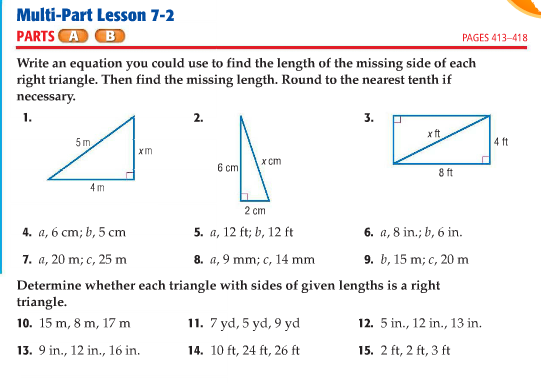 Multi-Part Lesson 7-2
PARTS A B PAGES 413–418
Write an equation you could use to find the length of the missing side of each
right triangle. Then find the missing length. Round to the nearest tenth if
necessary.
1. 2. 3.
5 m x m 4 m
6 cm x cm 2 cm
x ft 4 ft 8 ft
4. a, 6 cm; b, 5 cm 5. a, 12 ft; b, 12 ft 6. a, 8 in.; b, 6 in.
7. a, 20 m; c, 25 m 8. a, 9 mm; c, 14 mm 9. b, 15 m; c, 20 m
Determine whether each triangle with sides of given lengths is a right
triangle.
10. 15 m, 8 m, 17 m 11. 7 yd, 5 yd, 9 yd 12. 5 in., 12 in., 13 in.
13. 9 in., 12 in., 16 in. 14. 10 ft, 24 ft, 26 ft 15. 2 ft, 2 ft, 3 ft